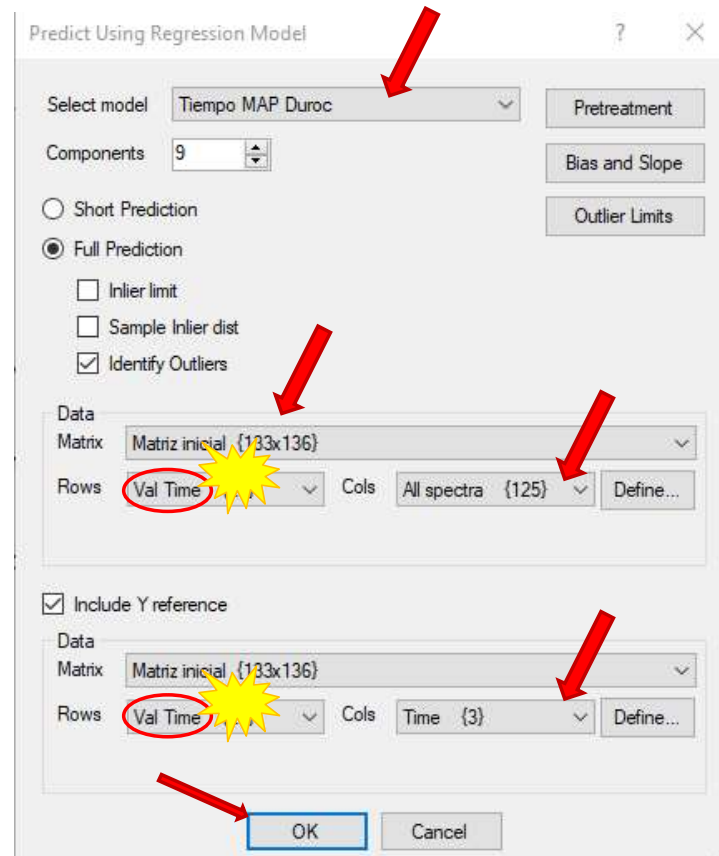 Predict Using Regression Model ? ×
Select model Tiempo MAP Duroc Pretreatment
Components 9 Bias and Slope
Short Prediction Outlier Limits
Full Prediction
Inlier limit
Sample Inlier dist
Identify Outliers
Data
Matrix Matriz inicial {133x136}
Rows Val Time Cols All spectra {125} Define...
Include Y reference
Data
Matrix Matriz inicial {133x136}
Rows Val Time Cols Time {3} Define...
OK Cancel